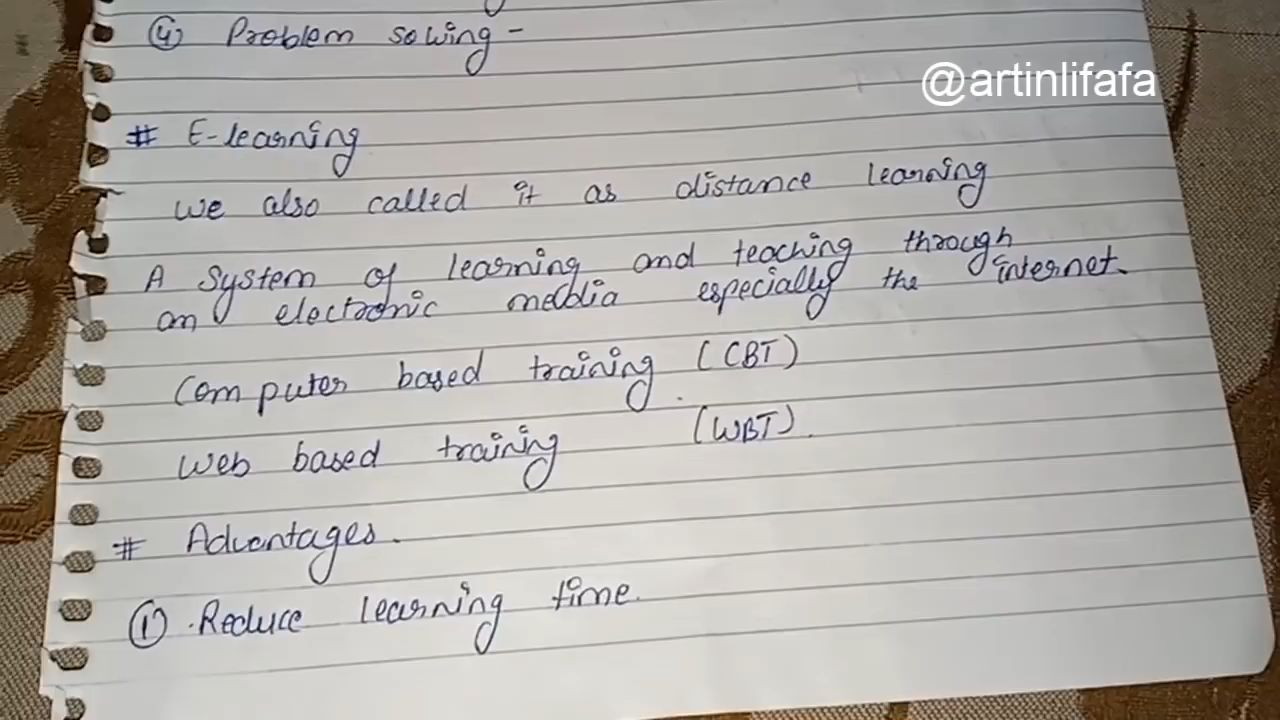 ④ Problem solving -
@artinlifafa
# E-learning
We also called it as distance learning
A system of learning and teaching through
an electronic media especially the internet.
Computer based training (CBT)
Web based training (WBT).
# Advantages.
① Reduce learning time.